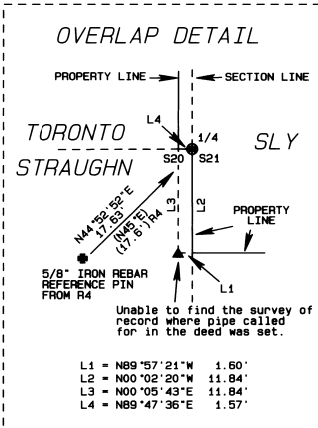 OVERLAP DETAIL
PROPERTY LINE
SECTION LINE
L4
1/4
TORONTO
SLY
S20
S21
STRAUGHN
N44°52'52"E
17.63'
(N45°E)
(17.6')R4
L3
L2
PROPERTY
LINE
5/8" IRON REBAR
REFERENCE PIN
FROM R4
L1
Unable to find the survey of
record where pipe called
for in the deed was set.
L1 = N89°57'21"W 1.60'
L2 = N00°02'20"W 11.84'
L3 = N00°05'43"E 11.84'
L4 = N89°47'36"E 1.57'